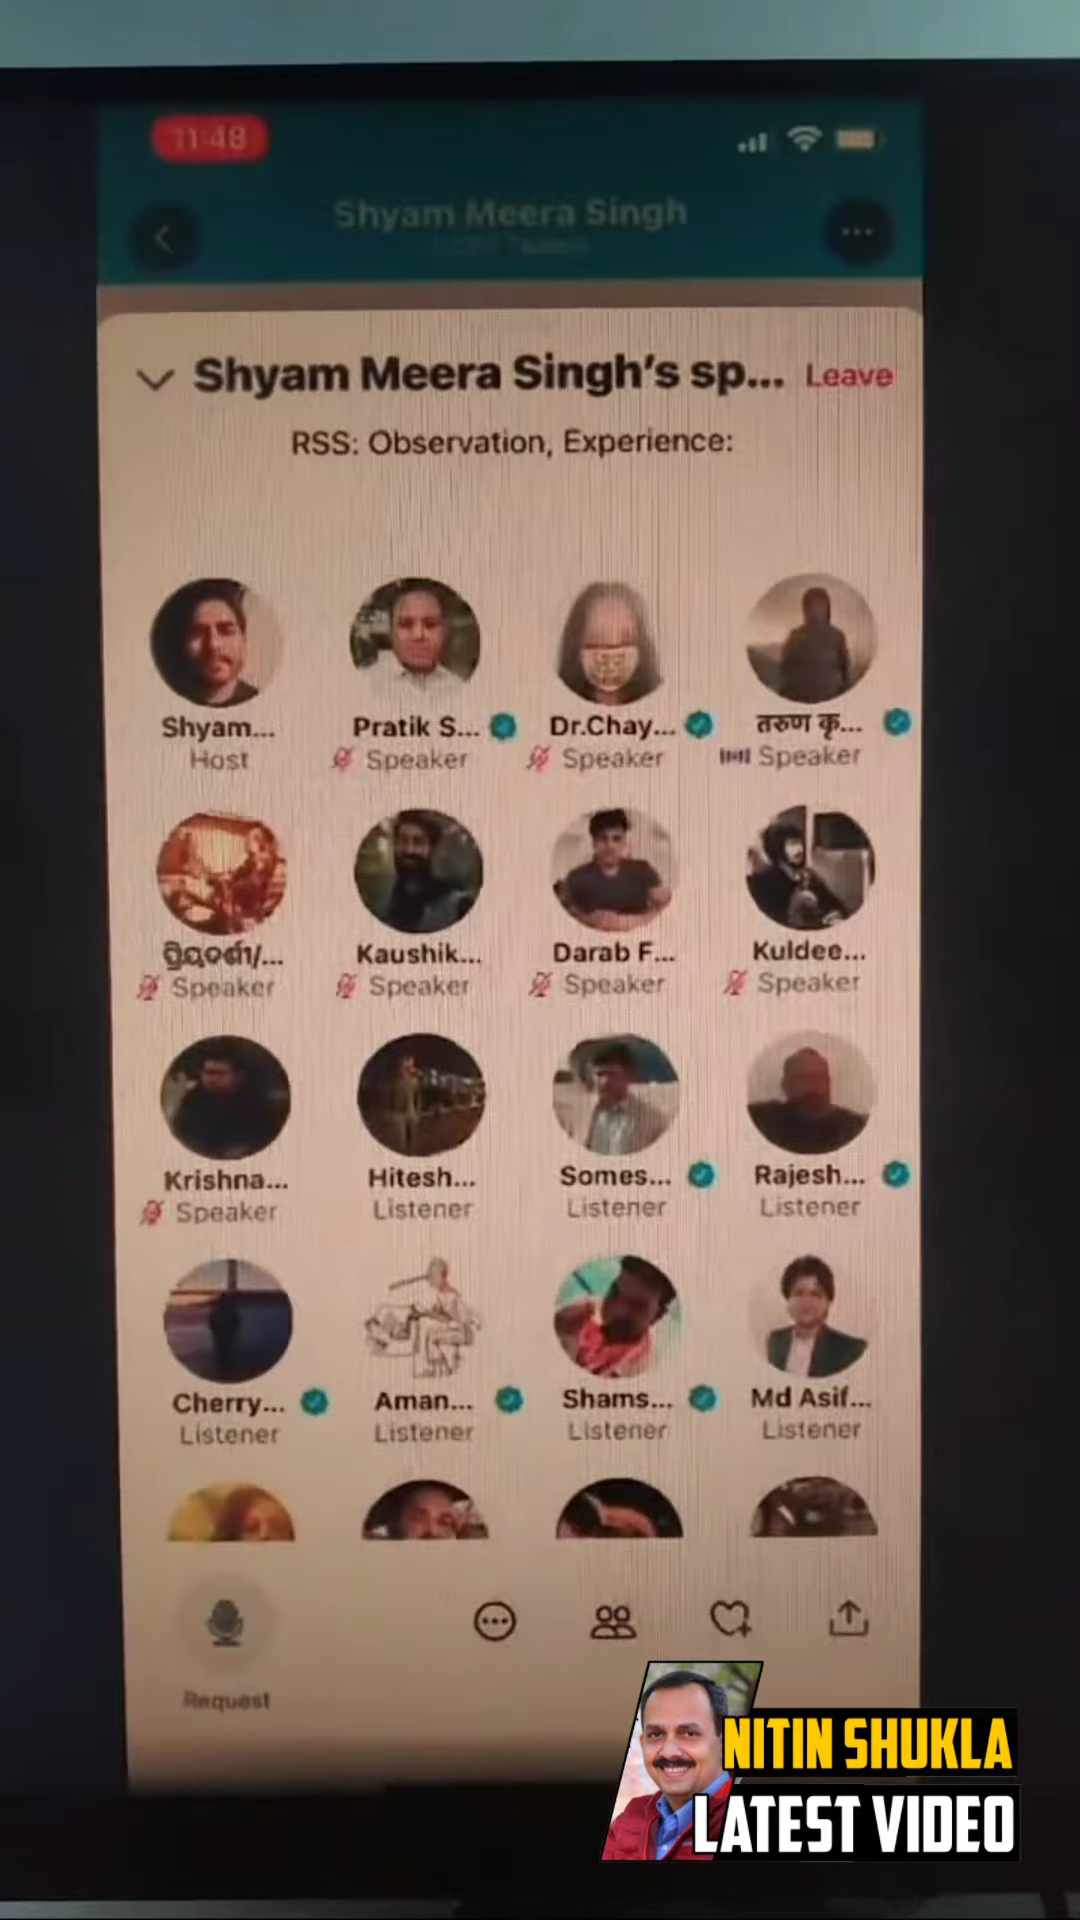 11:48
Shyam Meera Singh
Shyam Meera Singh's sp... Leave
RSS: Observation, Experience:
Shyam... Pratik S... Dr.Chay... तरुण कृ...
Host Speaker Speaker Speaker
ପ୍ରିୟଦର୍ଶୀ/... Kaushik... Darab F... Kuldee...
Speaker Speaker Speaker Speaker
Krishna... Hitesh... Somes... Rajesh...
Speaker Listener Listener Listener
Cherry... Aman... Shams... Md Asif...
Listener Listener Listener Listener
Request
NITIN SHUKLA
LATEST VIDEO